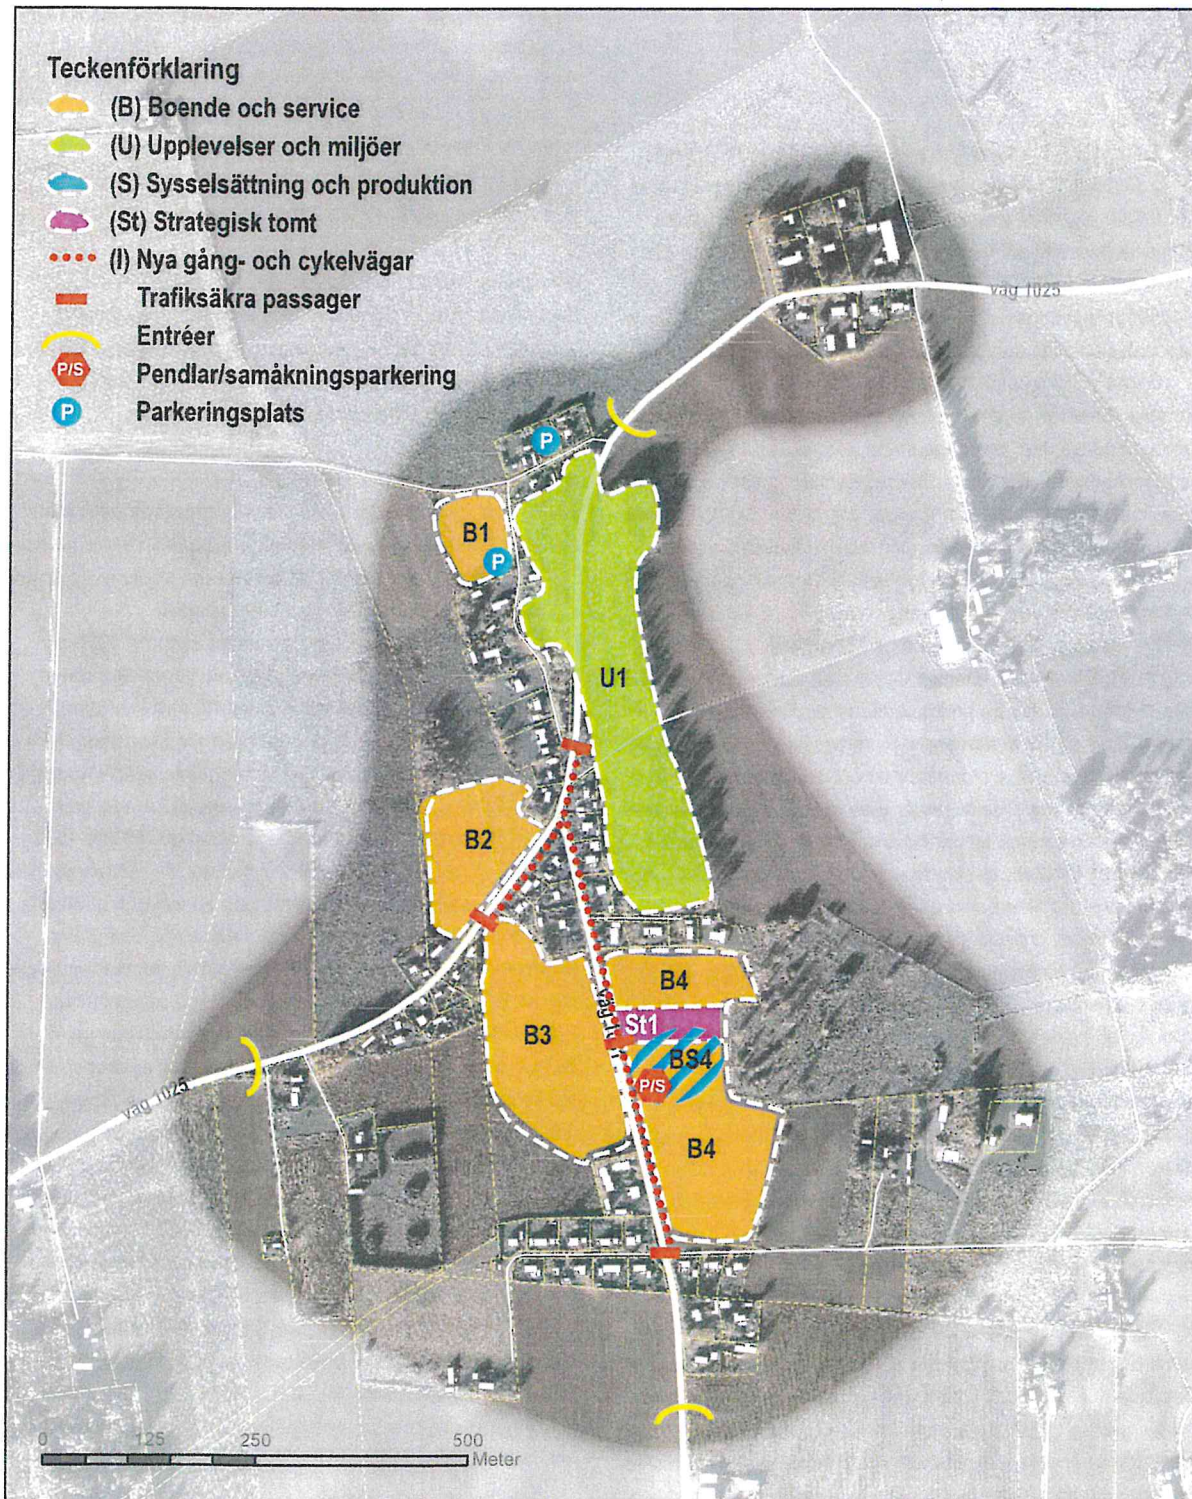 Teckenförklaring
(B) Boende och service
(U) Upplevelser och miljöer
(S) Sysselsättning och produktion
(St) Strategisk tomt
(I) Nya gång- och cykelvägar
Trafiksäkra passager
Entréer
P/S Pendlar/samåkningsparkering
P Parkeringsplats
väg 1025
P
B1
P
U1
B2
B4
St1
B3
BS4
P/S
väg 1025
B4
0 125 250 500
Meter